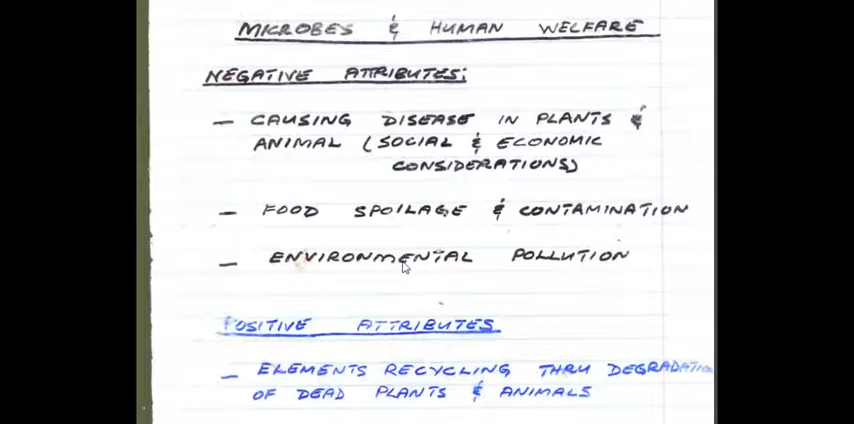 MICROBES & HUMAN WELFARE
NEGATIVE ATTRIBUTES:
— CAUSING DISEASE IN PLANTS &
ANIMAL (SOCIAL & ECONOMIC
CONSIDERATIONS)
— FOOD SPOILAGE & CONTAMINATION
— ENVIRONMENTAL POLLUTION
POSITIVE ATTRIBUTES
— ELEMENTS RECYCLING THRU DEGRADATIO
OF DEAD PLANTS & ANIMALS